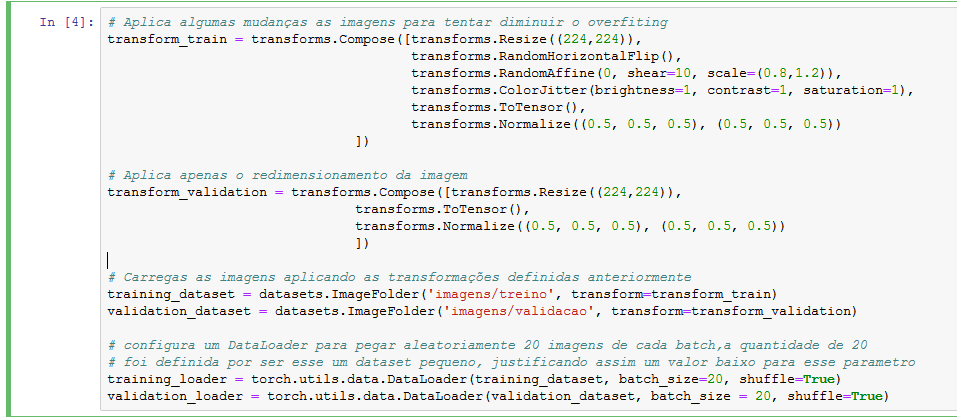 In [4]: # Aplica algumas mudanças as imagens para tentar diminuir o overfiting
transform_train = transforms.Compose([transforms.Resize((224,224)),
transforms.RandomHorizontalFlip(),
transforms.RandomAffine(0, shear=10, scale=(0.8,1.2)),
transforms.ColorJitter(brightness=1, contrast=1, saturation=1),
transforms.ToTensor(),
transforms.Normalize((0.5, 0.5, 0.5), (0.5, 0.5, 0.5))
])
# Aplica apenas o redimensionamento da imagem
transform_validation = transforms.Compose([transforms.Resize((224,224)),
transforms.ToTensor(),
transforms.Normalize((0.5, 0.5, 0.5), (0.5, 0.5, 0.5))
])
# Carregas as imagens aplicando as transformações definidas anteriormente
training_dataset = datasets.ImageFolder('imagens/treino', transform=transform_train)
validation_dataset = datasets.ImageFolder('imagens/validacao', transform=transform_validation)
# configura um DataLoader para pegar aleatoriamente 20 imagens de cada batch,a quantidade de 20
# foi definida por ser esse um dataset pequeno, justificando assim um valor baixo para esse parametro
training_loader = torch.utils.data.DataLoader(training_dataset, batch_size=20, shuffle=True)
validation_loader = torch.utils.data.DataLoader(validation_dataset, batch_size = 20, shuffle=True)